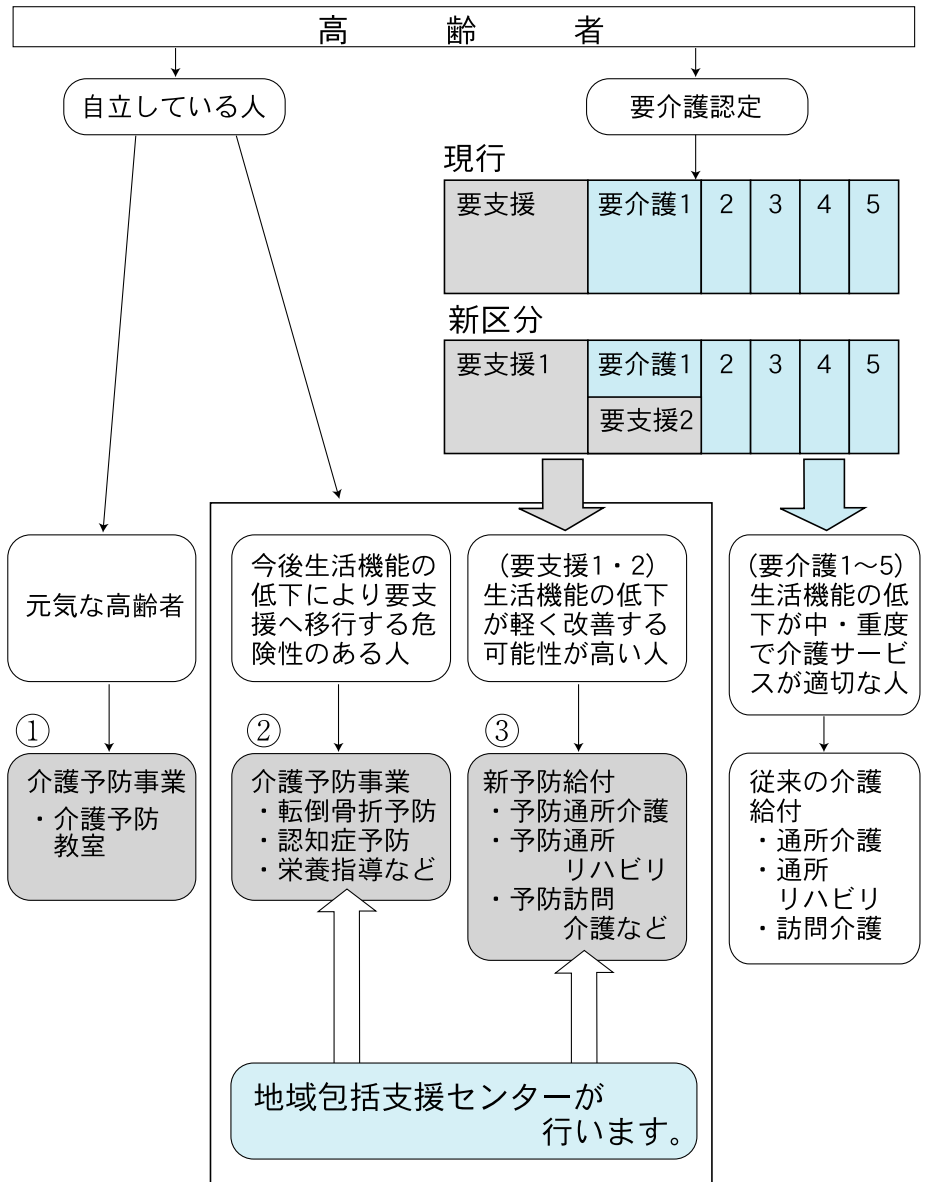 高齢者
自立している人
要介護認定
現行
要支援
要介護1
2
3
4
5
新区分
要支援1
要介護1
2
3
4
5
要支援2
元気な高齢者
今後生活機能の
低下により要支
援へ移行する危
険性のある人
（要支援1・2）
生活機能の低下
が軽く改善する
可能性が高い人
（要介護1～5）
生活機能の低
下が中・重度
で介護サービ
スが適切な人
①
介護予防事業
・介護予防
教室
②
介護予防事業
・転倒骨折予防
・認知症予防
・栄養指導など
③
新予防給付
・予防通所介護
・予防通所
リハビリ
・予防訪問
介護など
従来の介護
給付
・通所介護
・通所
リハビリ
・訪問介護
地域包括支援センターが
行います。